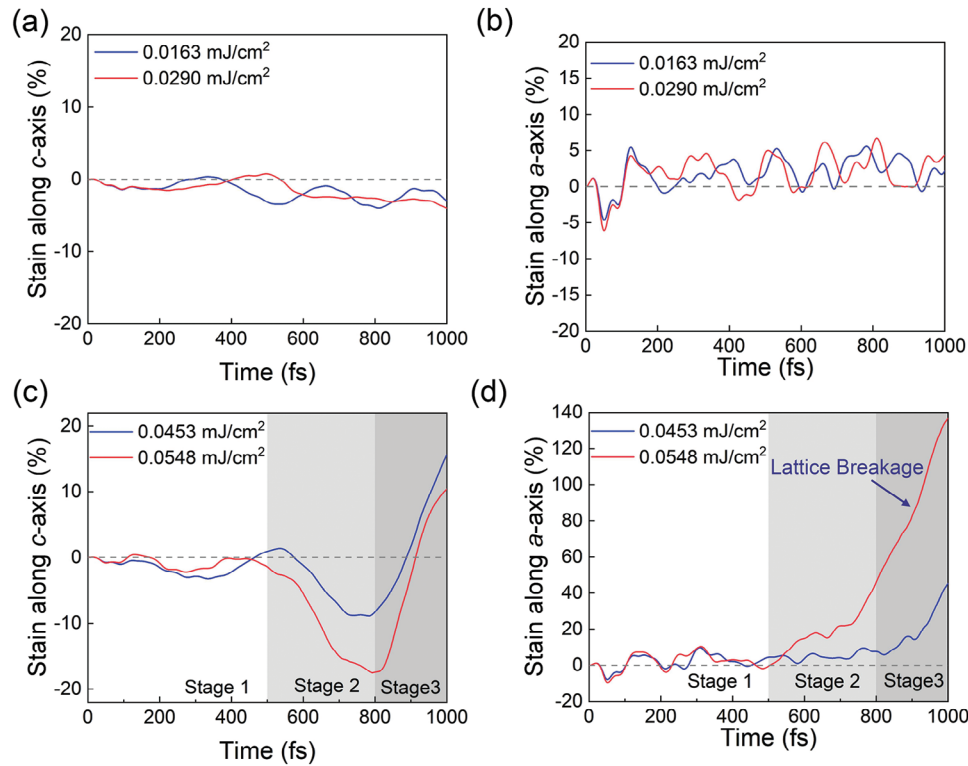 (a)
20
10
0
-10
-20
0
200
400
600
800
1000
Stain along c-axis (%)
Time (fs)
0.0163 mJ/cm²
0.0290 mJ/cm²
(b)
20
15
10
5
0
-5
-10
-15
-20
0
200
400
600
800
1000
Stain along a-axis (%)
Time (fs)
0.0163 mJ/cm²
0.0290 mJ/cm²
(c)
20
10
0
-10
-20
0
200
400
600
800
1000
Stain along c-axis (%)
Time (fs)
0.0453 mJ/cm²
0.0548 mJ/cm²
Stage 1
Stage 2
Stage3
(d)
140
120
100
80
60
40
20
0
-20
0
200
400
600
800
1000
Stain along a-axis (%)
Time (fs)
0.0453 mJ/cm²
0.0548 mJ/cm²
Lattice Breakage
Stage 1
Stage 2
Stage3